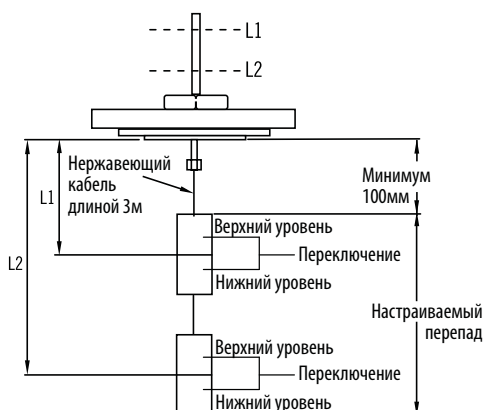 L1
L2
Нержавеющий
кабель
длиной 3м
Минимум
100мм
L1
Верхний уровень
Переключение
L2
Нижний уровень
Настраиваемый
перепад
Верхний уровень
Переключение
Нижний уровень